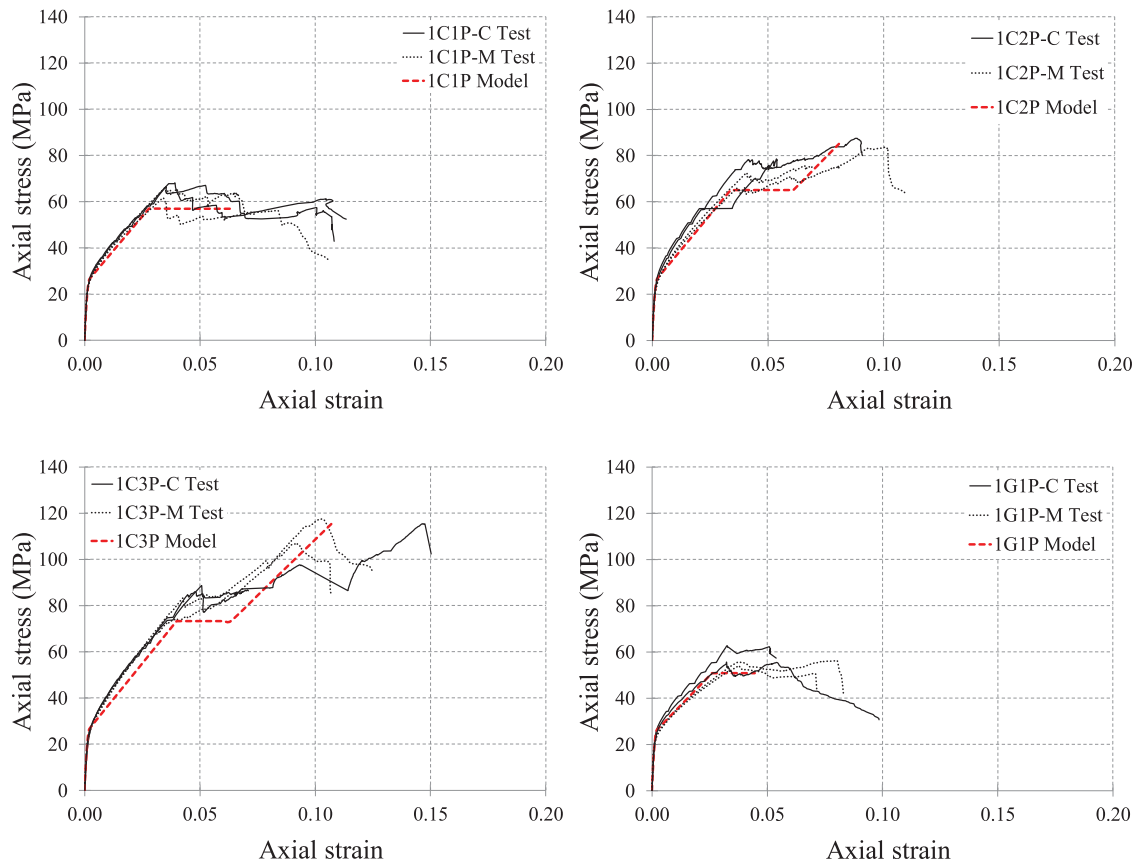 140
120
100
80
60
40
20
0
Axial stress (MPa)
1C1P-C Test
1C1P-M Test
1C1P Model
0.00 0.05 0.10 0.15 0.20
Axial strain
140
120
100
80
60
40
20
0
Axial stress (MPa)
1C2P-C Test
1C2P-M Test
1C2P Model
0.00 0.05 0.10 0.15 0.20
Axial strain
140
120
100
80
60
40
20
0
Axial stress (MPa)
1C3P-C Test
1C3P-M Test
1C3P Model
0.00 0.05 0.10 0.15 0.20
Axial strain
140
120
100
80
60
40
20
0
Axial stress (MPa)
1G1P-C Test
1G1P-M Test
1G1P Model
0.00 0.05 0.10 0.15 0.20
Axial strain